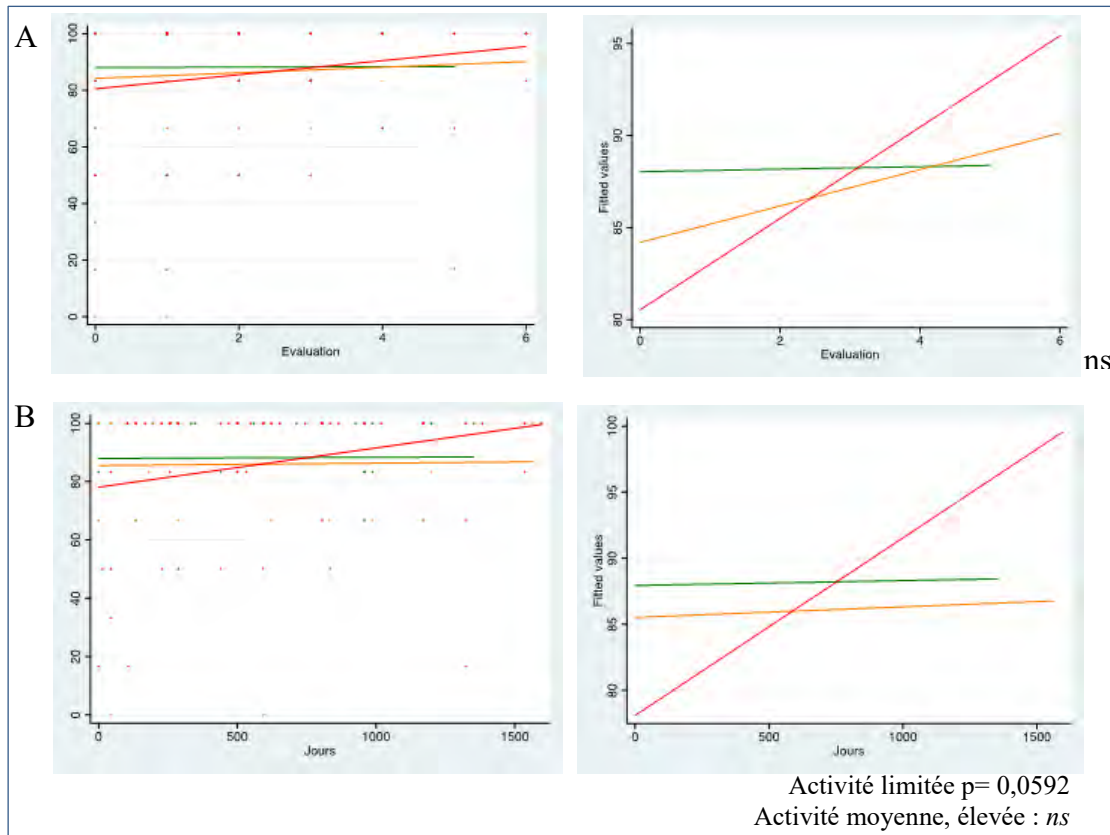 A
100
80
60
40
20
0
0 2 4 6
Evaluation
Fitted values
95
90
85
80
0 2 4 6
Evaluation
ns
B
100
80
60
40
20
0
0 500 1000 1500
Jours
Fitted values
100
95
90
85
80
0 500 1000 1500
Jours
Activité limitée p= 0,0592
Activité moyenne, élevée : ns